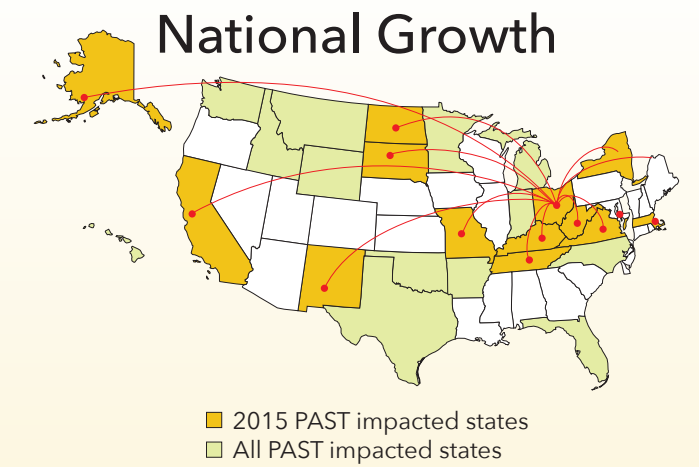 National Growth
2015 PAST impacted states
All PAST impacted states